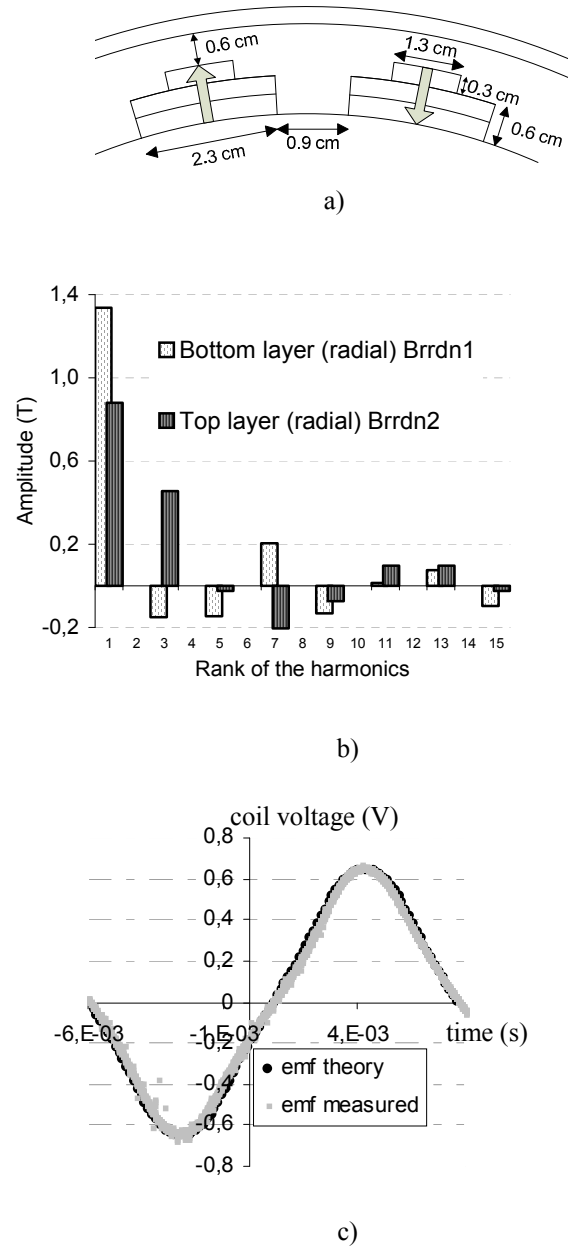 0.6 cm
1.3 cm
0.3 cm
0.6 cm
2.3 cm
0.9 cm
a)
Amplitude (T)
1,4
1,0
0,6
0,2
-0,2
Bottom layer (radial) Brrdn1
Top layer (radial) Brrdn2
1 2 3 4 5 6 7 8 9 10 11 12 13 14 15
Rank of the harmonics
b)
coil voltage (V)
0,8
0,6
0,4
0,2
0
-6,E-03 -1,E-03 4,E-03 time (s)
-0,2
-0,4
-0,6
-0,8
emf theory
emf measured
c)